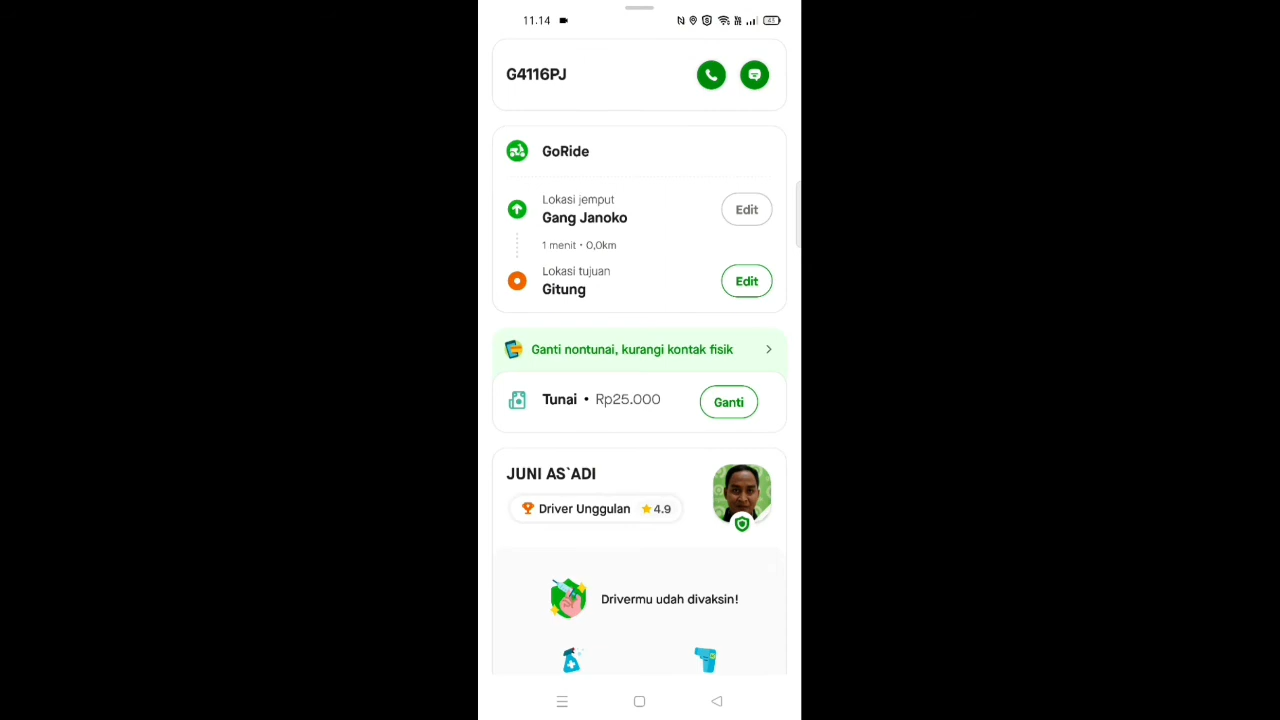 11.14
45
G4116PJ
GoRide
Lokasi jemput
Gang Janoko
Edit
1 menit • 0,0km
Lokasi tujuan
Gitung
Edit
Ganti nontunai, kurangi kontak fisik
Tunai • Rp25.000
Ganti
JUNI AS`ADI
Driver Unggulan 4.9
Drivermu udah divaksin!